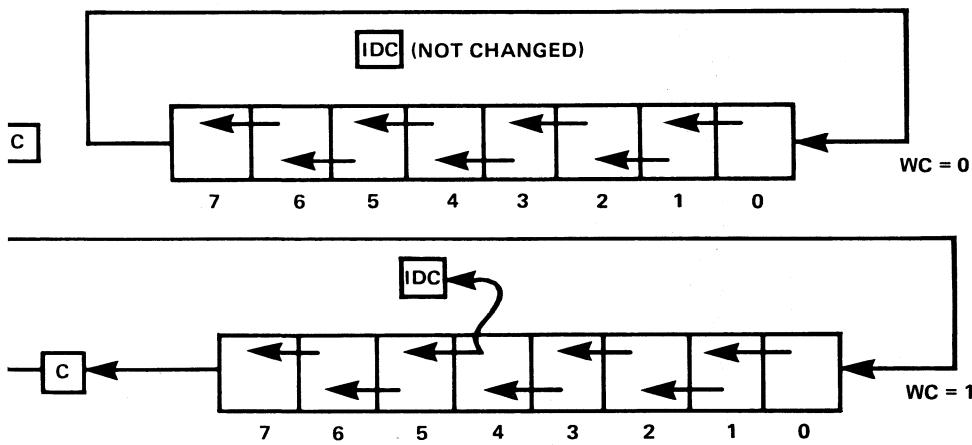 IDC (NOT CHANGED)
C
WC = 0
7 6 5 4 3 2 1 0
IDC
C
WC = 1
7 6 5 4 3 2 1 0